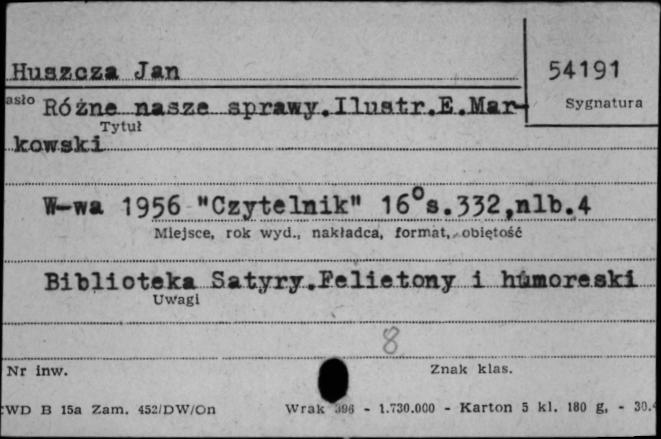 Huszcza Jan
54191
asło
Różne nasze sprawy.Ilustr.E.Mar-
Sygnatura
Tytuł
kowski
W-wa 1956 "Czytelnik" 16°s.332,nlb.4
Miejsce, rok wyd., nakładca, format, objętość
Biblioteka Satyry.Felietony i humoreski
Uwagi
8
Nr inw.
Znak klas.
WD B 15a Zam. 452/DW/On
Wrak 396 - 1.730.000 - Karton 5 kl. 180 g, - 30.